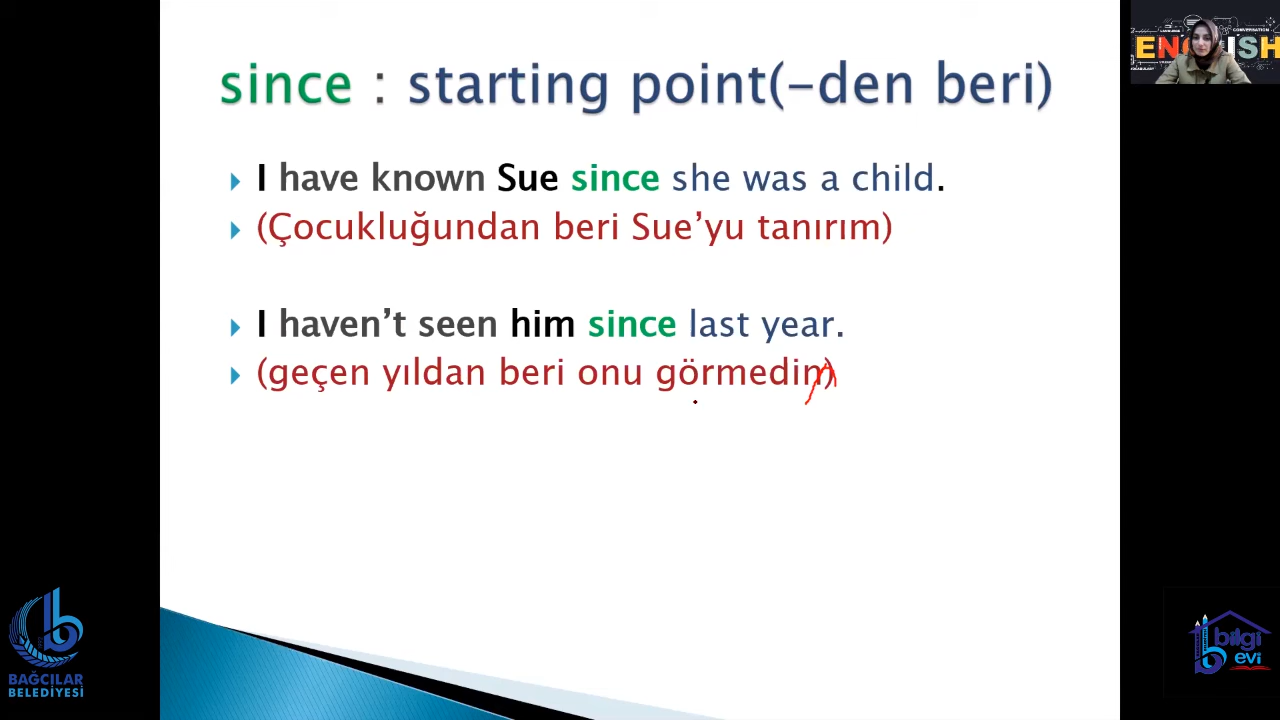 since : starting point(-den beri)
I have known Sue since she was a child.
(Çocukluğundan beri Sue’yu tanırım)
I haven’t seen him since last year.
(geçen yıldan beri onu görmedim)
CONVERSATION
BAĞCILAR
BELEDİYESİ
bilgi
evi